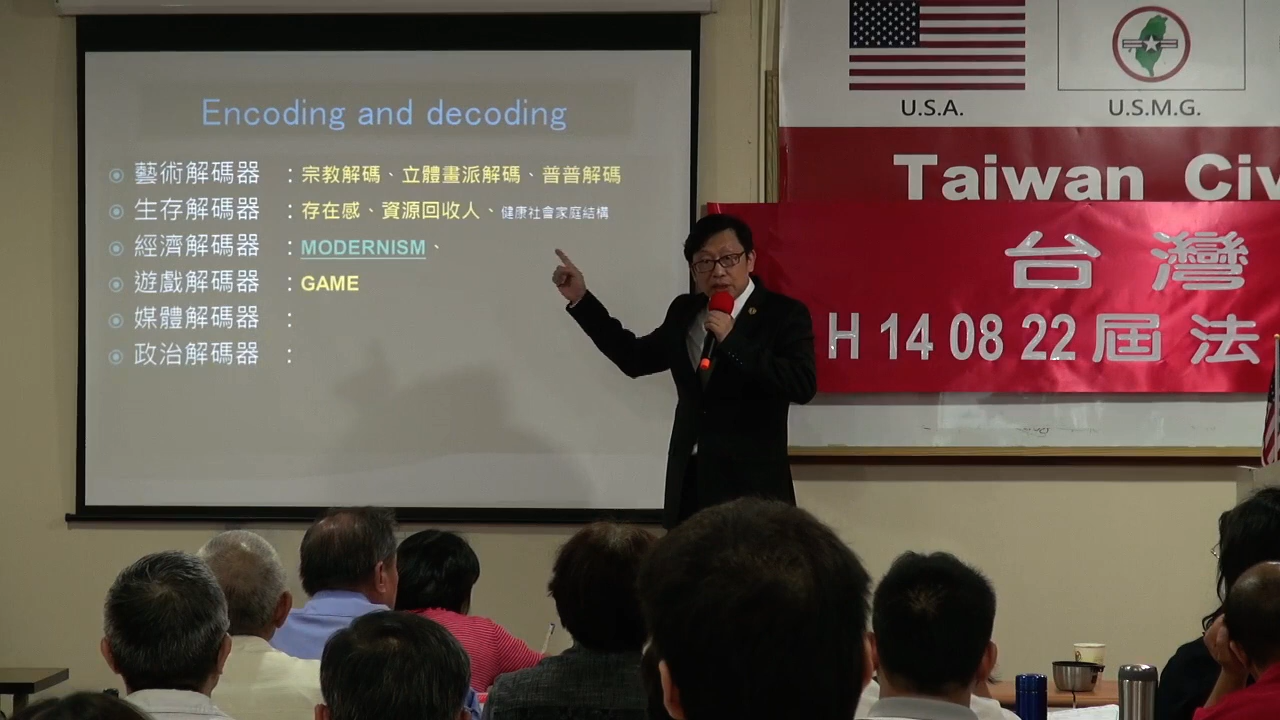 Encoding and decoding
藝術解碼器 : 宗教解碼、立體畫派解碼、普普解碼
生存解碼器 : 存在感、資源回收人、健康社會家庭結構
經濟解碼器 : MODERNISM、
遊戲解碼器 : GAME
媒體解碼器 :
政治解碼器 :
U.S.A.
U.S.M.G.
Taiwan Civ
台灣
H 14 08 22 屆 法